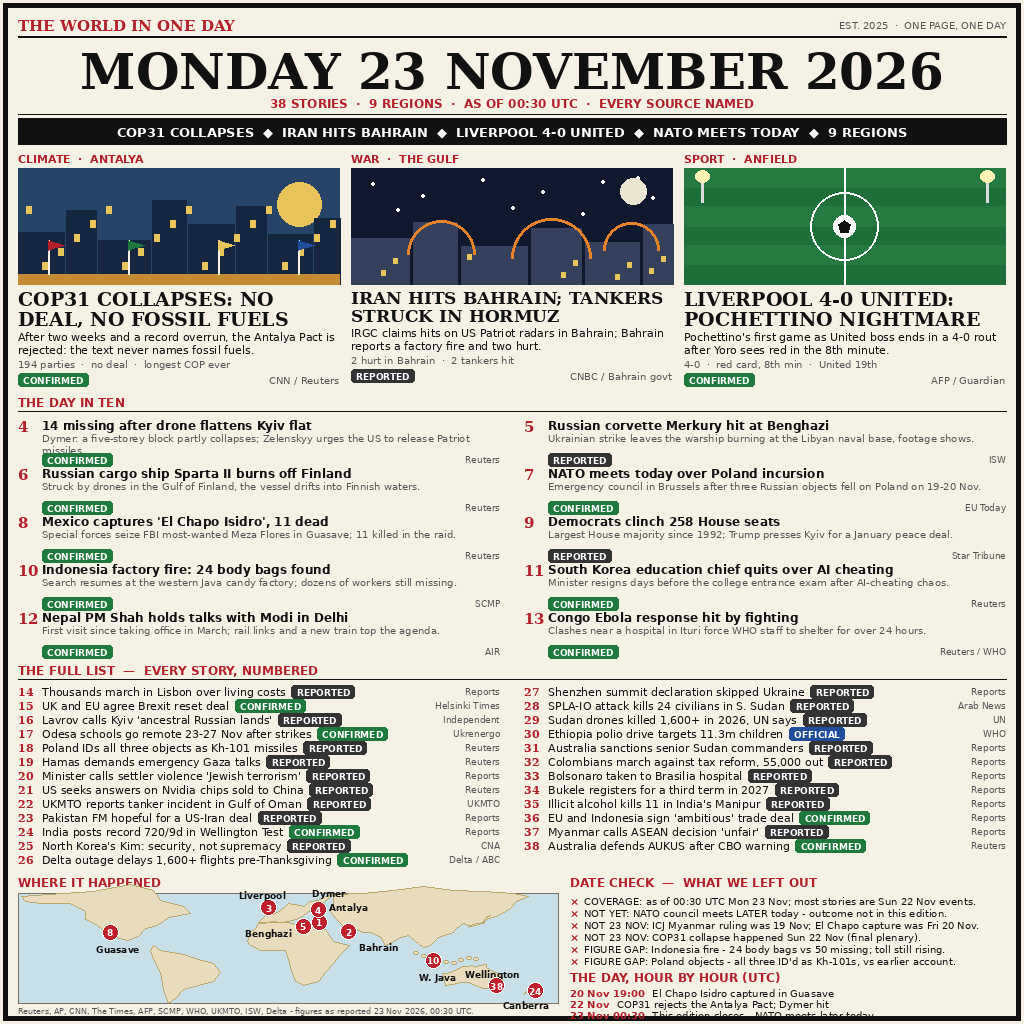 THE WORLD IN ONE DAY
EST. 2025 · ONE PAGE, ONE DAY
MONDAY 23 NOVEMBER 2026
38 STORIES · 9 REGIONS · AS OF 00:30 UTC · EVERY SOURCE NAMED
COP31 COLLAPSES ◆ IRAN HITS BAHRAIN ◆ LIVERPOOL 4-0 UNITED ◆ NATO MEETS TODAY ◆ 9 REGIONS
CLIMATE · ANTALYA
COP31 COLLAPSES: NO
DEAL, NO FOSSIL FUELS
After two weeks and a record overrun, the Antalya Pact is
rejected: the text never names fossil fuels.
194 parties · no deal · longest COP ever
CONFIRMED
CNN / Reuters
WAR · THE GULF
IRAN HITS BAHRAIN; TANKERS
STRUCK IN HORMUZ
IRGC claims hits on US Patriot radars in Bahrain; Bahrain
reports a factory fire and two hurt.
2 hurt in Bahrain · 2 tankers hit
REPORTED
CNBC / Bahrain govt
SPORT · ANFIELD
LIVERPOOL 4-0 UNITED:
POCHETTINO NIGHTMARE
Pochettino's first game as United boss ends in a 4-0 rout
after Yoro sees red in the 8th minute.
4-0 · red card, 8th min · United 19th
CONFIRMED
AFP / Guardian
THE DAY IN TEN
4 14 missing after drone flattens Kyiv flat
Dymer: a five-storey block partly collapses; Zelenskyy urges the US to release Patriot
missiles.
CONFIRMED
Reuters
5 Russian corvette Merkury hit at Benghazi
Ukrainian strike leaves the warship burning at the Libyan naval base, footage shows.
REPORTED
ISW
6 Russian cargo ship Sparta II burns off Finland
Struck by drones in the Gulf of Finland, the vessel drifts into Finnish waters.
CONFIRMED
Reuters
7 NATO meets today over Poland incursion
Emergency council in Brussels after three Russian objects fell on Poland on 19-20 Nov.
CONFIRMED
EU Today
8 Mexico captures 'El Chapo Isidro', 11 dead
Special forces seize FBI most-wanted Meza Flores in Guasave; 11 killed in the raid.
CONFIRMED
Reuters
9 Democrats clinch 258 House seats
Largest House majority since 1992; Trump presses Kyiv for a January peace deal.
REPORTED
Star Tribune
10 Indonesia factory fire: 24 body bags found
Search resumes at the western Java candy factory; dozens of workers still missing.
CONFIRMED
SCMP
11 South Korea education chief quits over AI cheating
Minister resigns days before the college entrance exam after AI-cheating chaos.
CONFIRMED
Reuters
12 Nepal PM Shah holds talks with Modi in Delhi
First visit since taking office in March; rail links and a new train top the agenda.
CONFIRMED
AIR
13 Congo Ebola response hit by fighting
Clashes near a hospital in Ituri force WHO staff to shelter for over 24 hours.
CONFIRMED
Reuters / WHO
THE FULL LIST — EVERY STORY, NUMBERED
14 Thousands march in Lisbon over living costs REPORTED Reports
15 UK and EU agree Brexit reset deal CONFIRMED Helsinki Times
16 Lavrov calls Kyiv 'ancestral Russian lands' REPORTED Independent
17 Odesa schools go remote 23-27 Nov after strikes CONFIRMED Ukrenergo
18 Poland IDs all three objects as Kh-101 missiles REPORTED Reuters
19 Hamas demands emergency Gaza talks REPORTED Reuters
20 Minister calls settler violence 'Jewish terrorism' REPORTED Reports
21 US seeks answers on Nvidia chips sold to China REPORTED Reuters
22 UKMTO reports tanker incident in Gulf of Oman REPORTED UKMTO
23 Pakistan FM hopeful for a US-Iran deal REPORTED Reports
24 India posts record 720/9d in Wellington Test CONFIRMED Reports
25 North Korea's Kim: security, not supremacy REPORTED CNA
26 Delta outage delays 1,600+ flights pre-Thanksgiving CONFIRMED Delta / ABC
27 Shenzhen summit declaration skipped Ukraine REPORTED Reports
28 SPLA-IO attack kills 24 civilians in S. Sudan REPORTED Arab News
29 Sudan drones killed 1,600+ in 2026, UN says REPORTED UN
30 Ethiopia polio drive targets 11.3m children OFFICIAL WHO
31 Australia sanctions senior Sudan commanders REPORTED Reports
32 Colombians march against tax reform, 55,000 out REPORTED Reports
33 Bolsonaro taken to Brasilia hospital REPORTED Reports
34 Bukele registers for a third term in 2027 REPORTED Reports
35 Illicit alcohol kills 11 in India's Manipur REPORTED Reports
36 EU and Indonesia sign 'ambitious' trade deal CONFIRMED Reports
37 Myanmar calls ASEAN decision 'unfair' REPORTED Reports
38 Australia defends AUKUS after CBO warning CONFIRMED Reuters
WHERE IT HAPPENED
Liverpool
3
Dymer
4
1
Antalya
5
Benghazi
2
Bahrain
8
Guasave
10
W. Java
Wellington
38
24
Canberra
Reuters, AP, CNN, The Times, AFP, SCMP, WHO, UKMTO, ISW, Delta - figures as reported 23 Nov 2026, 00:30 UTC.
DATE CHECK — WHAT WE LEFT OUT
× COVERAGE: as of 00:30 UTC Mon 23 Nov; most stories are Sun 22 Nov events.
× NOT YET: NATO council meets LATER today - outcome not in this edition.
× NOT 23 NOV: ICJ Myanmar ruling was 19 Nov; El Chapo capture was Fri 20 Nov.
× NOT 23 NOV: COP31 collapse happened Sun 22 Nov (final plenary).
× FIGURE GAP: Indonesia fire - 24 body bags vs 50 missing; toll still rising.
× FIGURE GAP: Poland objects - all three ID'd as Kh-101s, vs earlier account.
THE DAY, HOUR BY HOUR (UTC)
20 Nov 19:00 El Chapo Isidro captured in Guasave
22 Nov COP31 rejects the Antalya Pact; Dymer hit
23 Nov 00:30 This edition closes - NATO meets later today